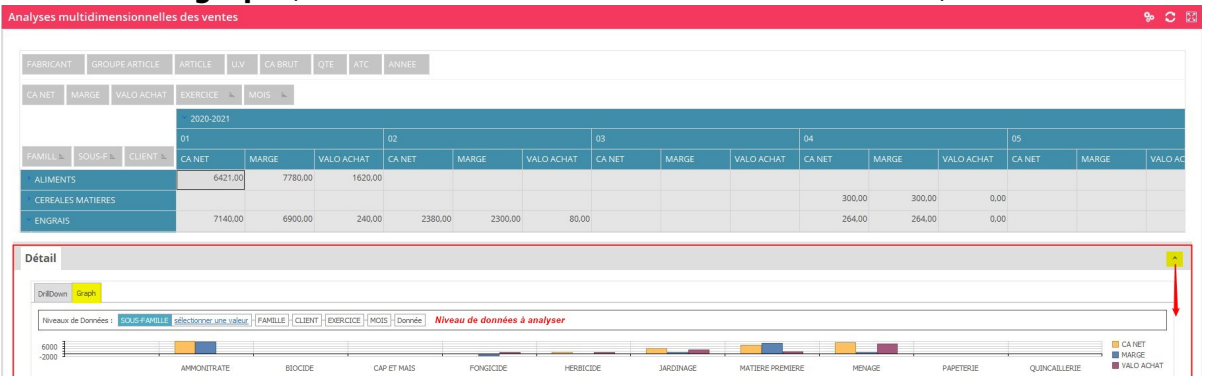 Analyses multidimensionnelles des ventes
FABRICANT GROUPE ARTICLE ARTICLE U.V CA BRUT QTE ATC ANNEE
CA NET MARGE VALO ACHAT EXERCICE MOIS
2020-2021
01 02 03 04 05
FAMILL SOUS-F CLIENT CA NET MARGE VALO ACHAT CA NET MARGE VALO ACHAT CA NET MARGE VALO ACHAT CA NET MARGE VALO ACHAT CA NET MARGE VALO AC
ALIMENTS 6421,00 7780,00 1620,00
CEREALES MATIERES 300,00 300,00 0,00
ENGRAIS 7140,00 6900,00 240,00 2380,00 2300,00 80,00 264,00 264,00 0,00
Détail
DrillDown Graph
Niveaux de Données : SOUS-FAMILLE sélectionner une valeur FAMILLE CLIENT EXERCICE MOIS Donnée Niveau de données à analyser
6000
-2000
CA NET
MARGE
VALO ACHAT
AMMONITRATE BIOCIDE CAP ET MAIS FONGICIDE HERBICIDE JARDINAGE MATIERE PREMIERE MENAGE PAPETERIE QUINCAILLERIE